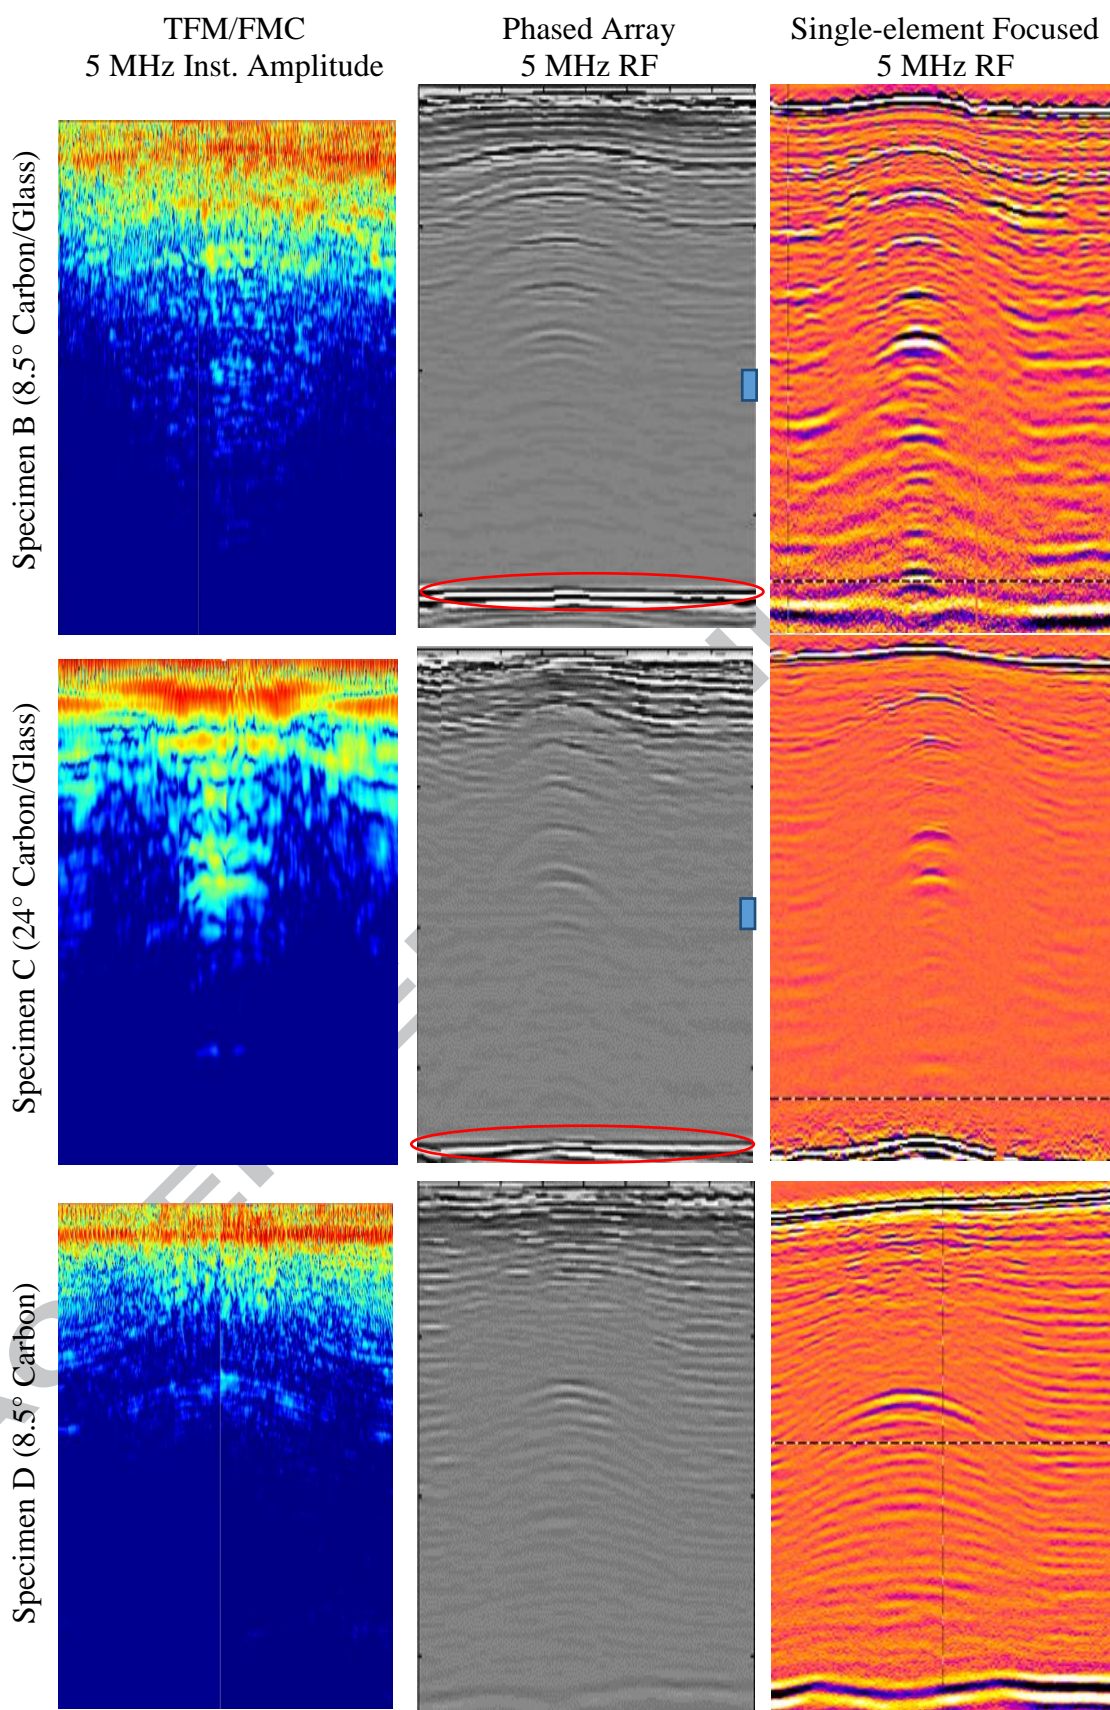 TFM/FMC
5 MHz Inst. Amplitude
Phased Array
5 MHz RF
Single-element Focused
5 MHz RF
Specimen B (8.5° Carbon/Glass)
Specimen C (24° Carbon/Glass)
Specimen D (8.5° Carbon)